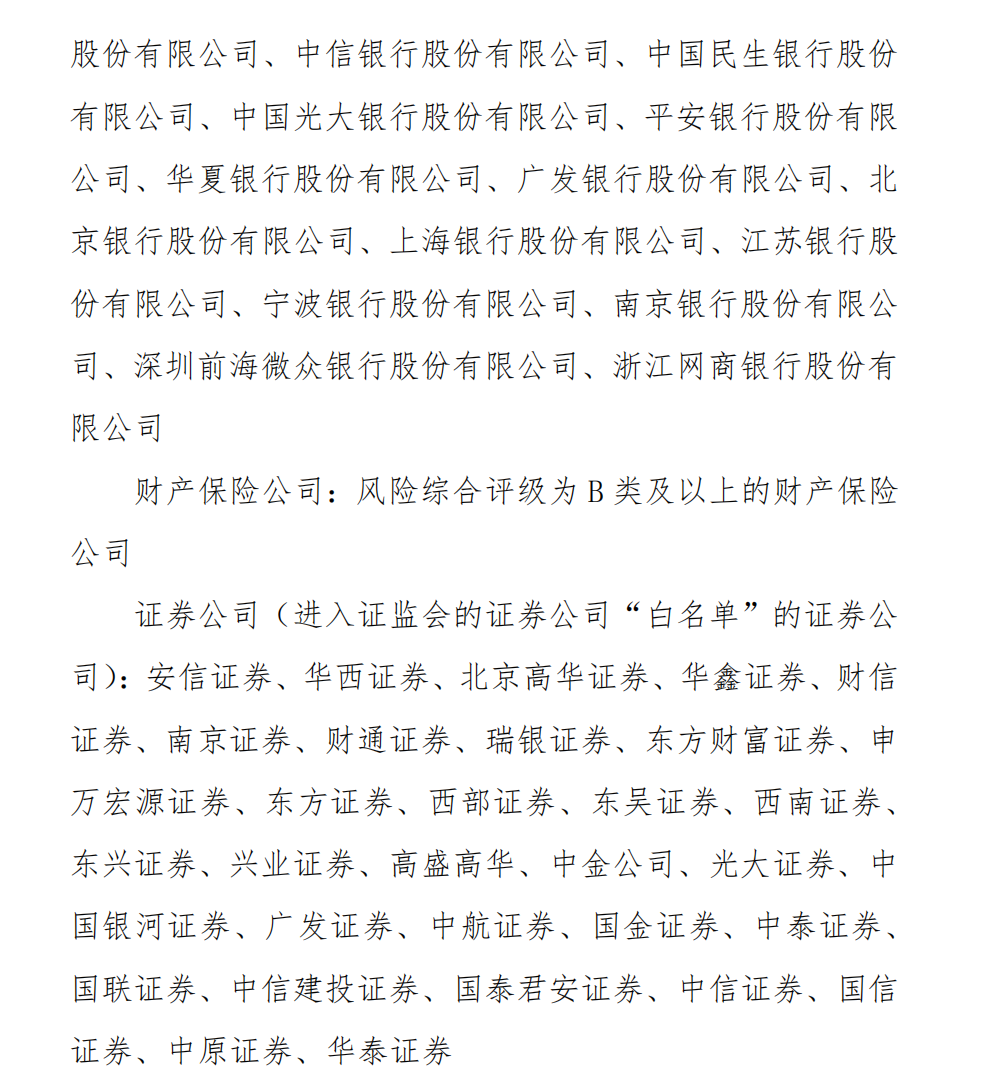 股份有限公司、中信银行股份有限公司、中国民生银行股份
有限公司、中国光大银行股份有限公司、平安银行股份有限
公司、华夏银行股份有限公司、广发银行股份有限公司、北
京银行股份有限公司、上海银行股份有限公司、江苏银行股
份有限公司、宁波银行股份有限公司、南京银行股份有限公
司、深圳前海微众银行股份有限公司、浙江网商银行股份有
限公司
财产保险公司：风险综合评级为 B 类及以上的财产保险
公司
证券公司（进入证监会的证券公司“白名单”的证券公
司）：安信证券、华西证券、北京高华证券、华鑫证券、财信
证券、南京证券、财通证券、瑞银证券、东方财富证券、申
万宏源证券、东方证券、西部证券、东吴证券、西南证券、
东兴证券、兴业证券、高盛高华、中金公司、光大证券、中
国银河证券、广发证券、中航证券、国金证券、中泰证券、
国联证券、中信建投证券、国泰君安证券、中信证券、国信
证券、中原证券、华泰证券